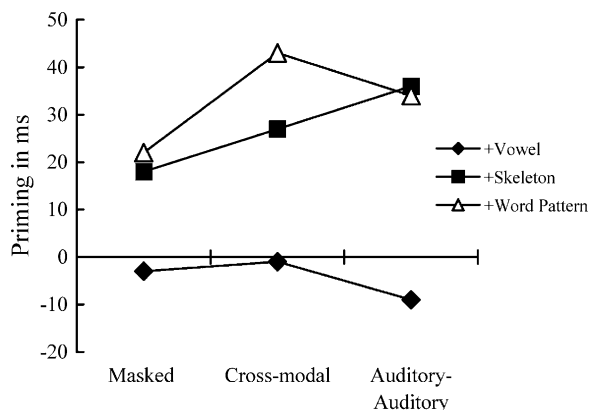 Priming in ms
50
40
30
20
10
0
-10
-20
Masked
Cross-modal
Auditory-
Auditory
+Vowel
+Skeleton
+Word Pattern